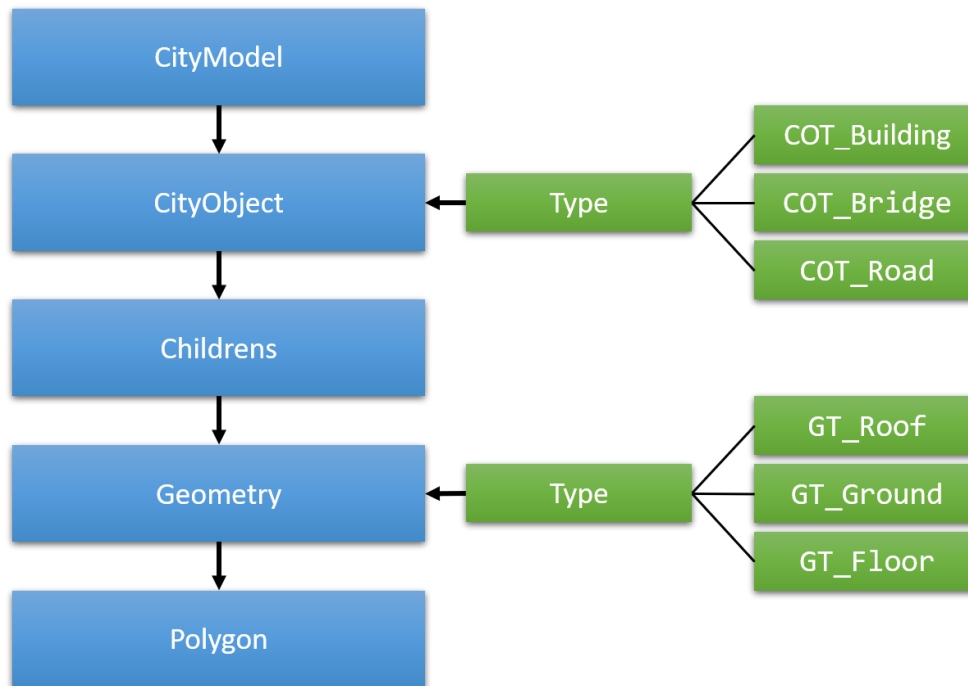 CityModel
CityObject
Type
COT_Building
COT_Bridge
COT_Road
Childrens
Geometry
Type
GT_Roof
GT_Ground
GT_Floor
Polygon